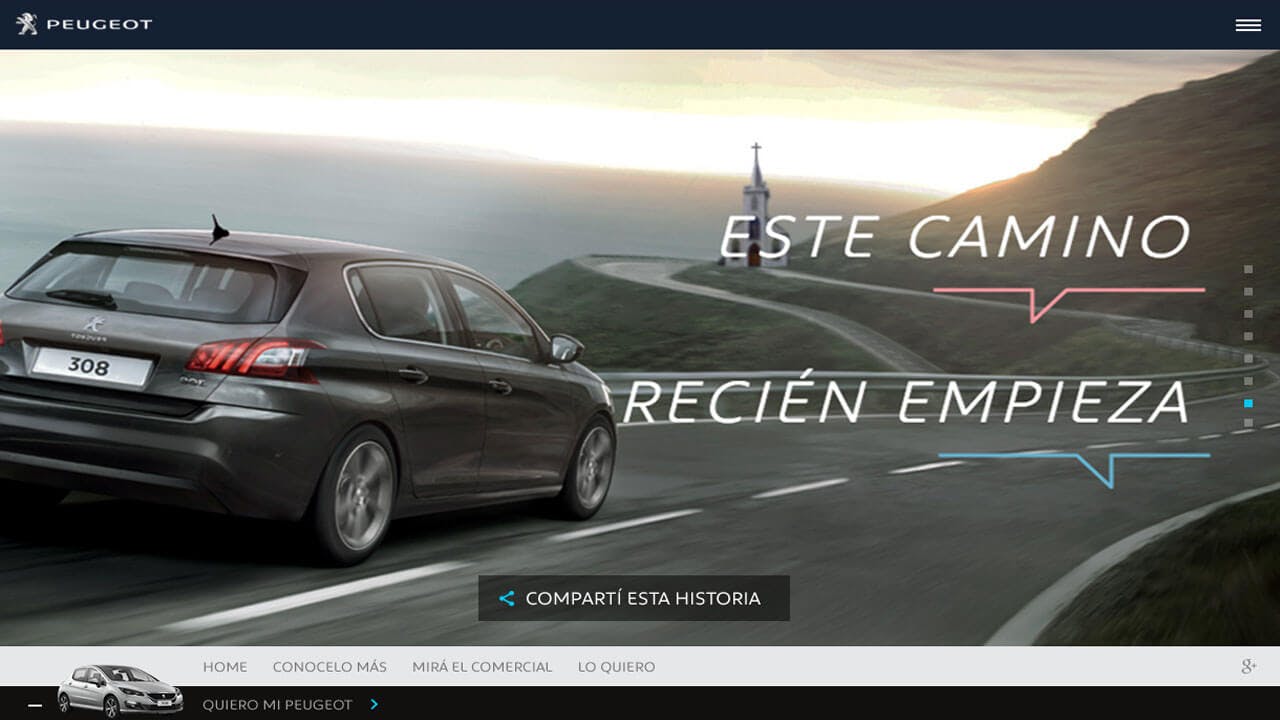 PEUGEOT
ESTE CAMINO
RECIÉN EMPIEZA
308
COMPARTÍ ESTA HISTORIA
HOME CONOCELO MÁS MIRÁ EL COMERCIAL LO QUIERO
g+
QUIERO MI PEUGEOT